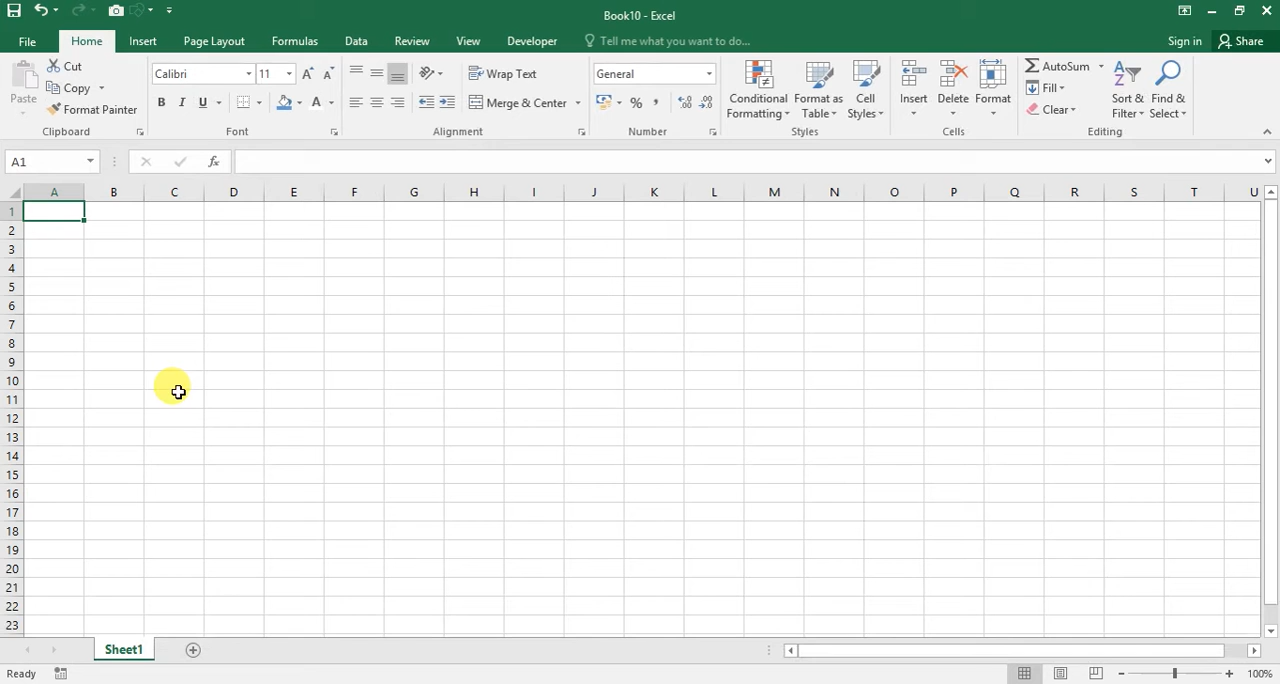 Book10 - Excel
File Home Insert Page Layout Formulas Data Review View Developer Tell me what you want to do... Sign in Share
Paste Cut Copy Format Painter Clipboard
Calibri 11 A A B I U A Font
Wrap Text Merge & Center Alignment
General % , Number
Conditional Formatting Format as Table Cell Styles Styles
Insert Delete Format Cells
AutoSum Fill Clear Sort & Filter Find & Select Editing
A1 fx
A B C D E F G H I J K L M N O P Q R S T U
1
2
3
4
5
6
7
8
9
10
11
12
13
14
15
16
17
18
19
20
21
22
23
Sheet1
Ready 100%